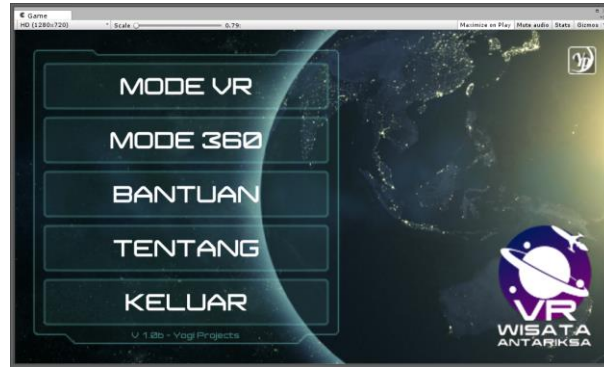 Game
HD (1280x720) Scale 0.79x Maximize on Play Mute audio Stats Gizmos
MODE VR
MODE 360
BANTUAN
TENTANG
KELUAR
V 1.0b - Yogi Projects
VR
WISATA
ANTARIKSA